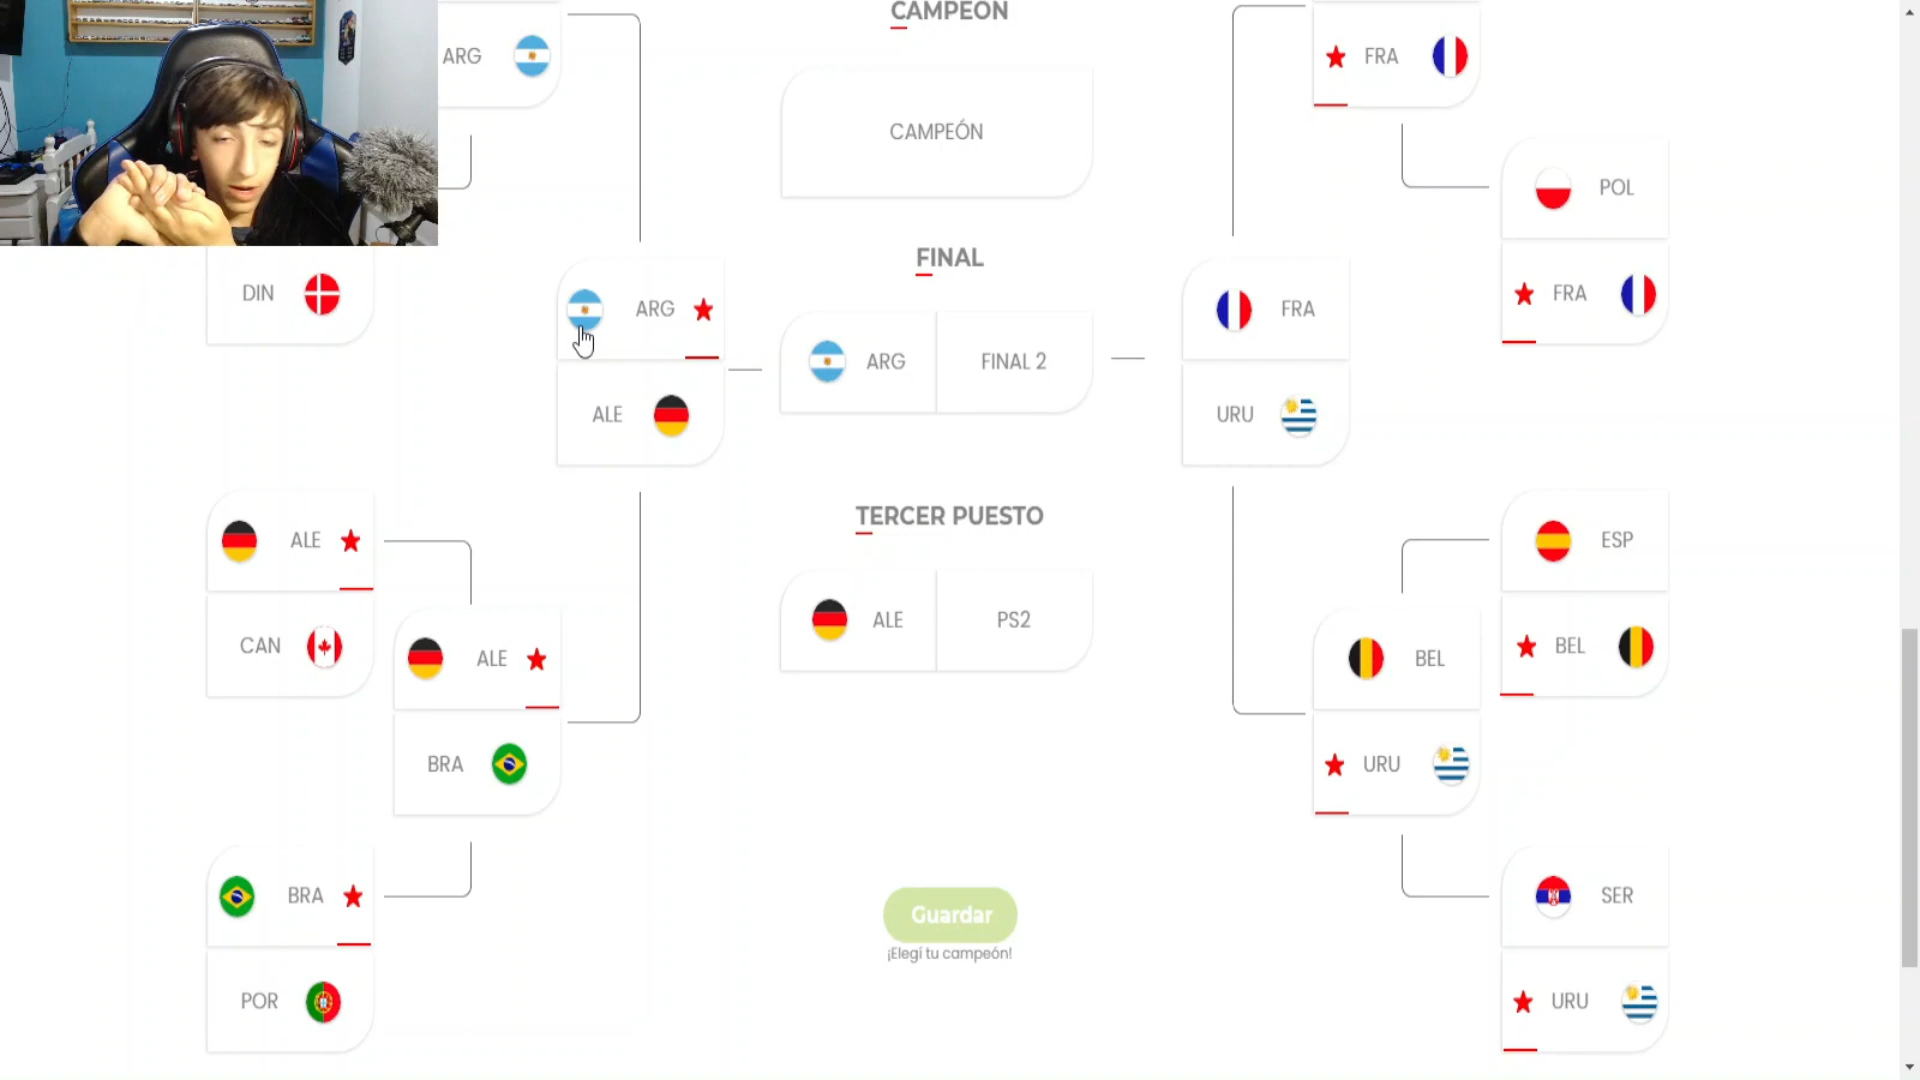 CAMPEÓN
ARG
FRA
CAMPEÓN
POL
FINAL
DIN
FRA
ARG
FRA
ARG
FINAL 2
ALE
URU
TERCER PUESTO
ALE
ESP
CAN
BEL
ALE
PS2
ALE
BEL
BRA
URU
BRA
SER
Guardar
¡Elegí tu campeón!
POR
URU